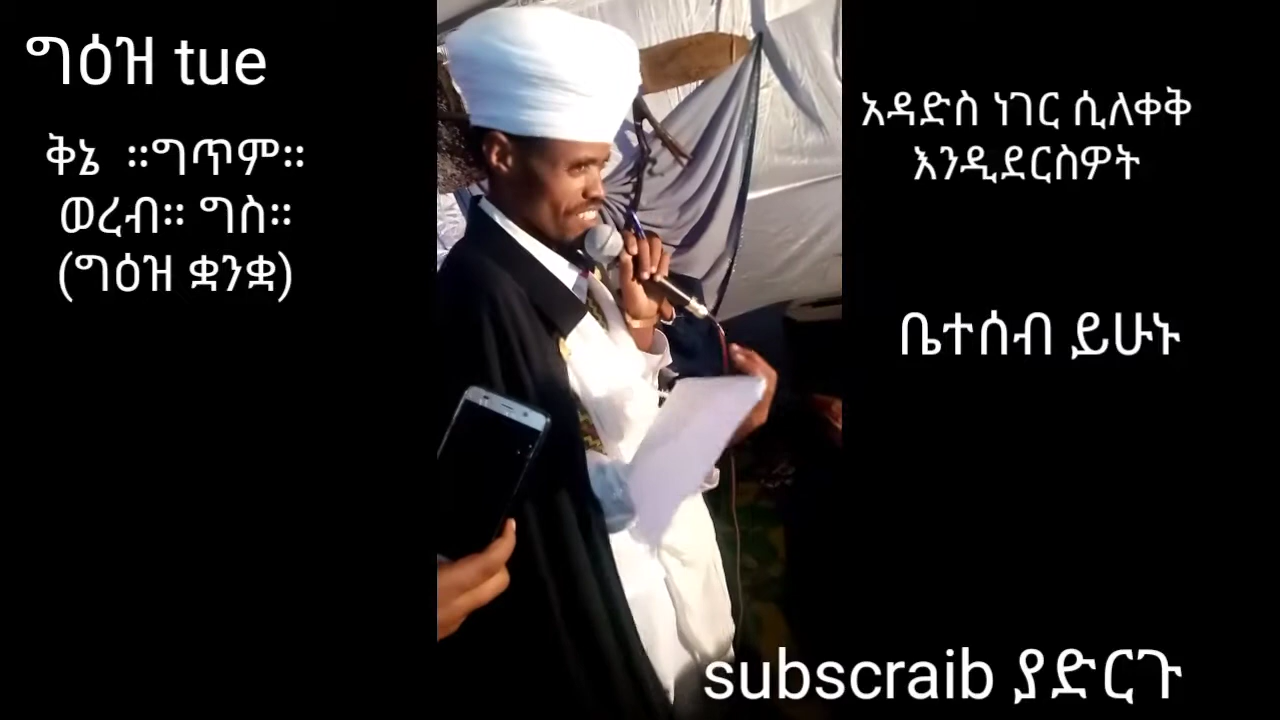 ግዕዝ tue
ቅኔ ።ግጥም።
ወረብ። ግስ።
(ግዕዝ ቋንቋ)
አዳድስ ነገር ሲለቀቅ
እንዲደርስዎት
ቤተሰብ ይሁኑ
subscraib ያድርጉ